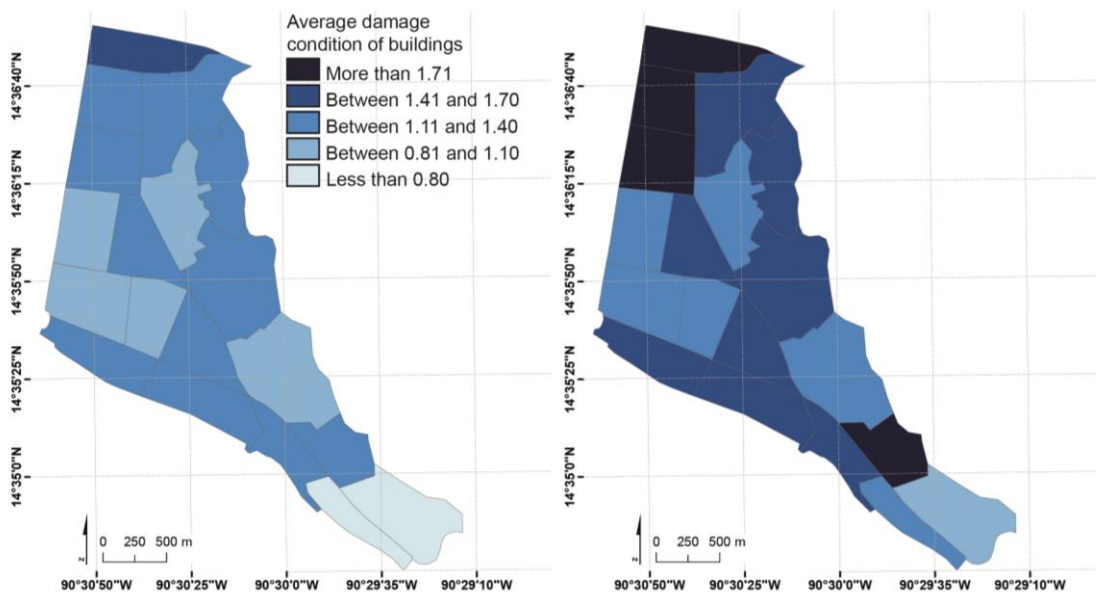 Average damage
condition of buildings
More than 1.71
Between 1.41 and 1.70
Between 1.11 and 1.40
Between 0.81 and 1.10
Less than 0.80
14°36'40"N
14°36'15"N
14°35'50"N
14°35'25"N
14°35'0"N
z
0 250 500 m
90°30'50"W 90°30'25"W 90°30'0"W 90°29'35"W 90°29'10"W
14°36'40"N
14°36'15"N
14°35'50"N
14°35'25"N
14°35'0"N
z
0 250 500 m
90°30'50"W 90°30'25"W 90°30'0"W 90°29'35"W 90°29'10"W